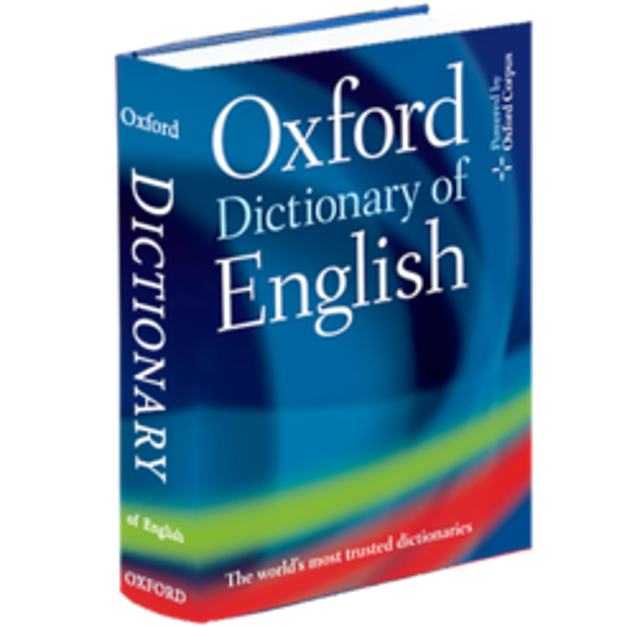 Oxford
Dictionary of
English
Powered by
Oxford Corpus
The world's most trusted dictionaries
Oxford
DICTIONARY
of English
OXFORD